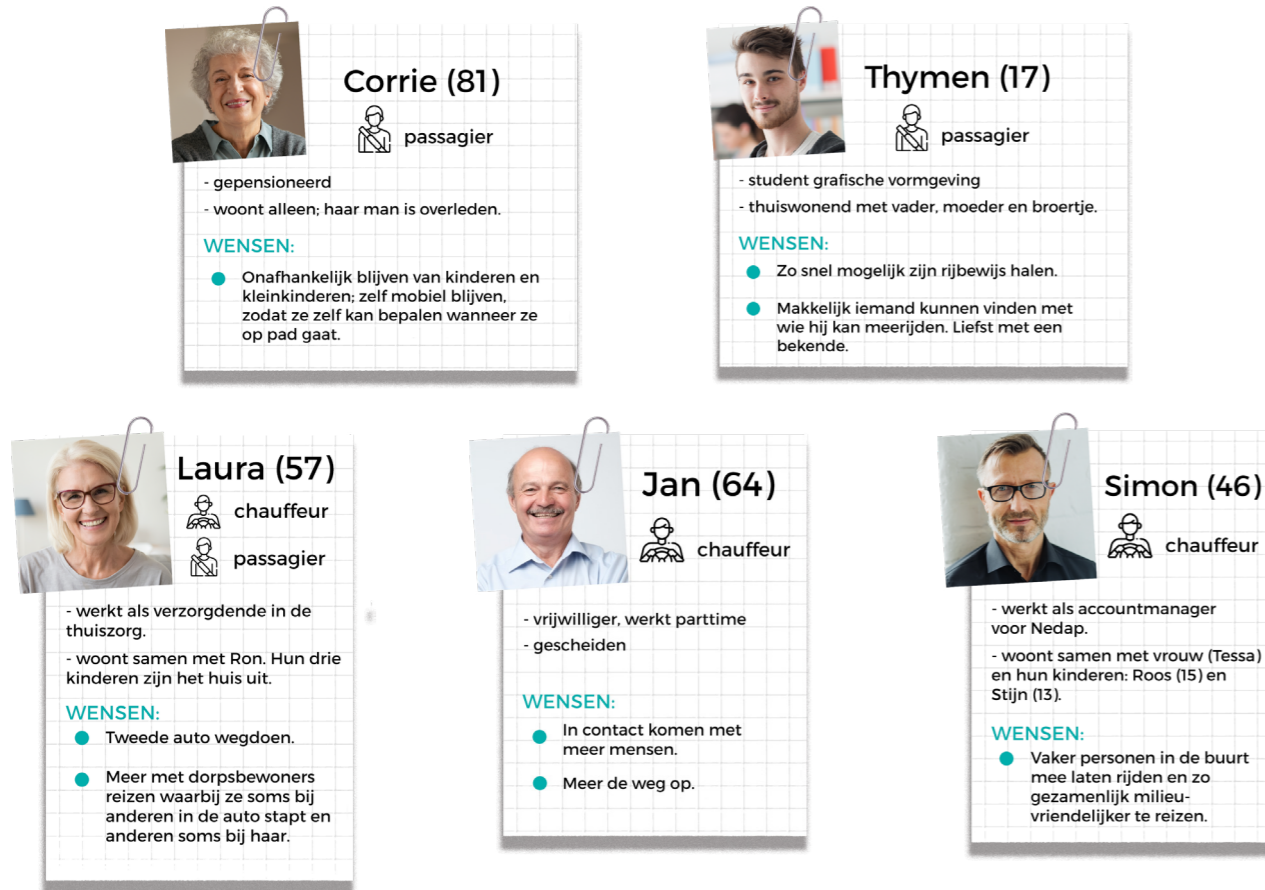 Corrie (81)
passagier
- gepensioneerd
- woont alleen; haar man is overleden.
WENSEN:
Onafhankelijk blijven van kinderen en
kleinkinderen; zelf mobiel blijven,
zodat ze zelf kan bepalen wanneer ze
op pad gaat.
Thymen (17)
passagier
- student grafische vormgeving
- thuiswonend met vader, moeder en broertje.
WENSEN:
Zo snel mogelijk zijn rijbewijs halen.
Makkelijk iemand kunnen vinden met
wie hij kan meerijden. Liefst met een
bekende.
Laura (57)
chauffeur
passagier
- werkt als verzorgdende in de
thuiszorg.
- woont samen met Ron. Hun drie
kinderen zijn het huis uit.
WENSEN:
Tweede auto wegdoen.
Meer met dorpsbewoners
reizen waarbij ze soms bij
anderen in de auto stapt en
anderen soms bij haar.
Jan (64)
chauffeur
- vrijwilliger, werkt parttime
- gescheiden
WENSEN:
In contact komen met
meer mensen.
Meer de weg op.
Simon (46)
chauffeur
- werkt als accountmanager
voor Nedap.
- woont samen met vrouw (Tessa)
en hun kinderen: Roos (15) en
Stijn (13).
WENSEN:
Vaker personen in de buurt
mee laten rijden en zo
gezamenlijk milieu-
vriendelijker te reizen.